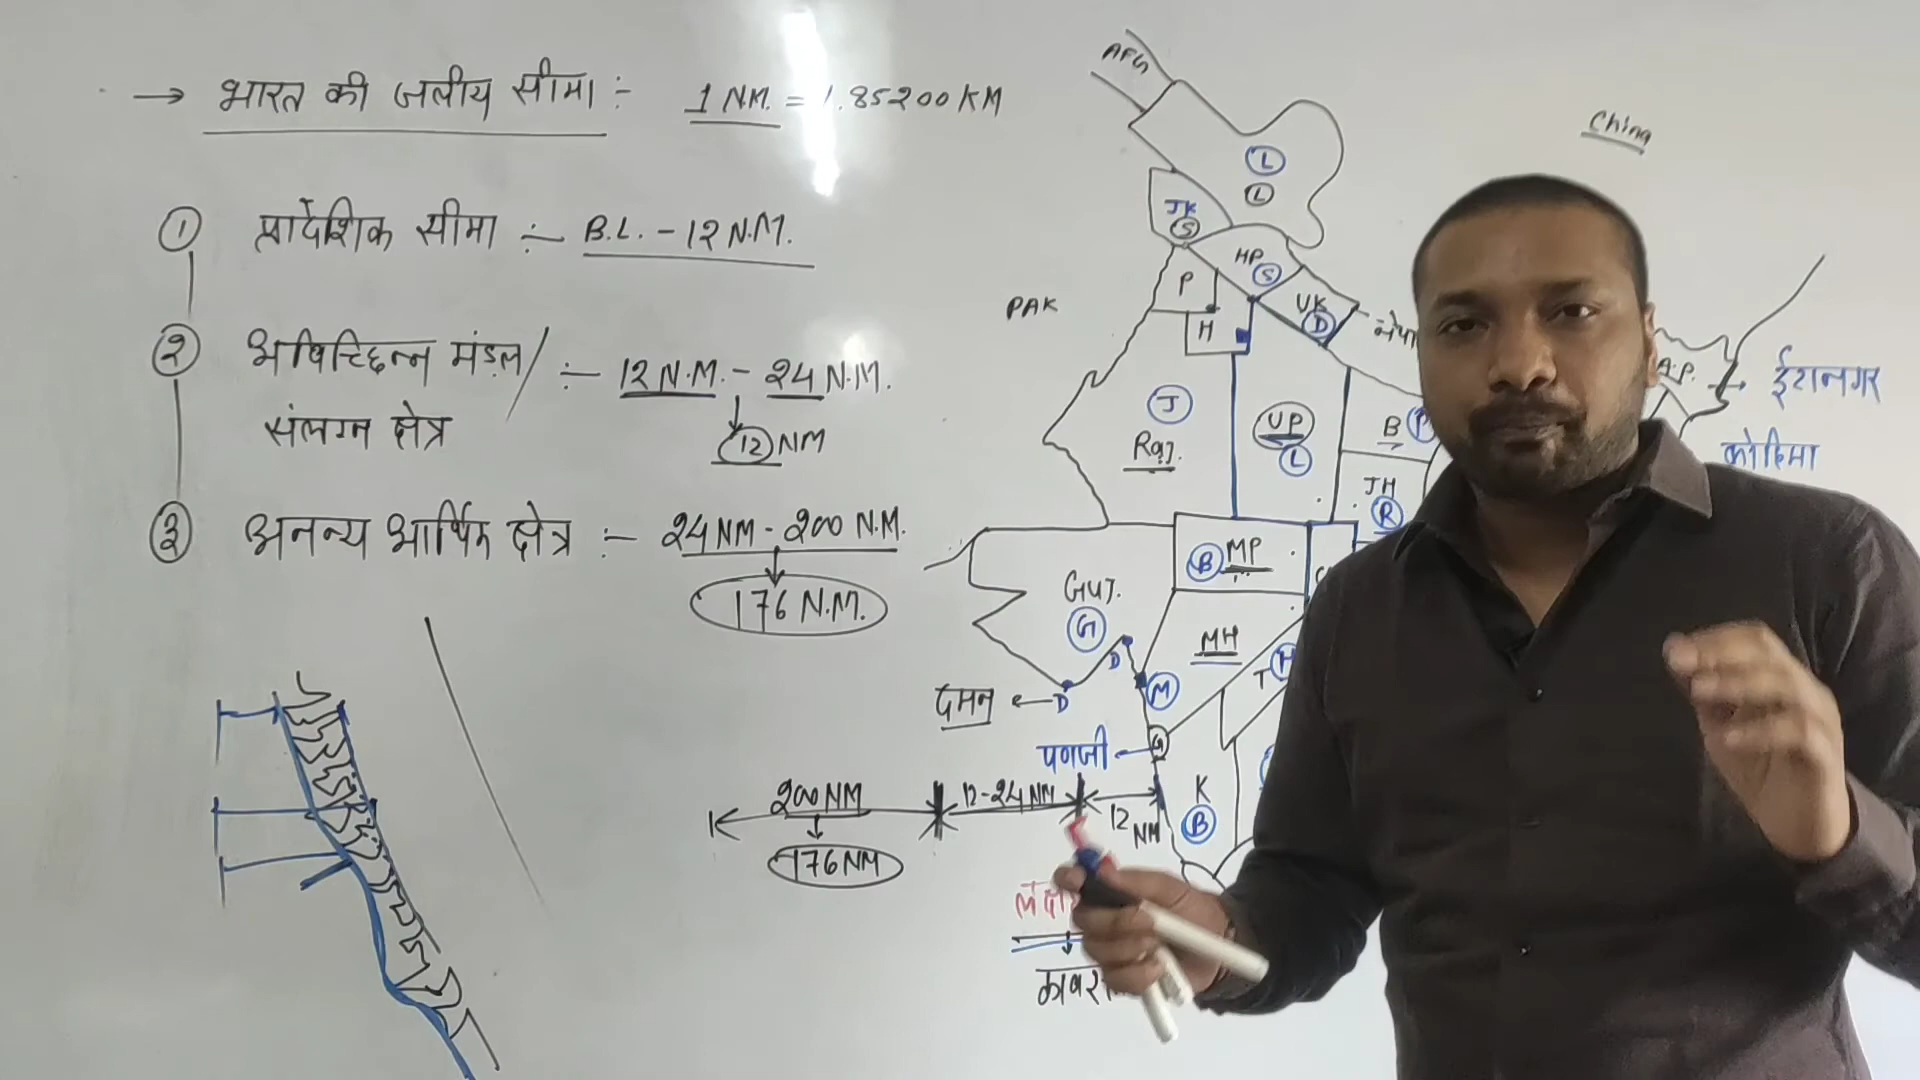 → भारत की जलीय सीमा :- 1 NM. = 1.85200 KM
① प्रादेशिक सीमा :- B.L. - 12 N.M.
② अविच्छिन्न मंडल/ :- 12 N.M. - 24 N.M.
संलग्न क्षेत्र
12 NM
③ अनन्य आर्थिक क्षेत्र :- 24 NM - 200 N.M.
176 N.M.
AFG
China
L
L
JK
S
HP
S
P
H
UK
D
PAK
A.P. → ईटानगर
कोहिमा
J
Raj.
UP
L
B
P
JH
R
B MP
Guj.
G
MH
D
दमन ← D
M
T H
पणजी - G
K
B
200 NM
12-24 NM
12 NM
176 NM